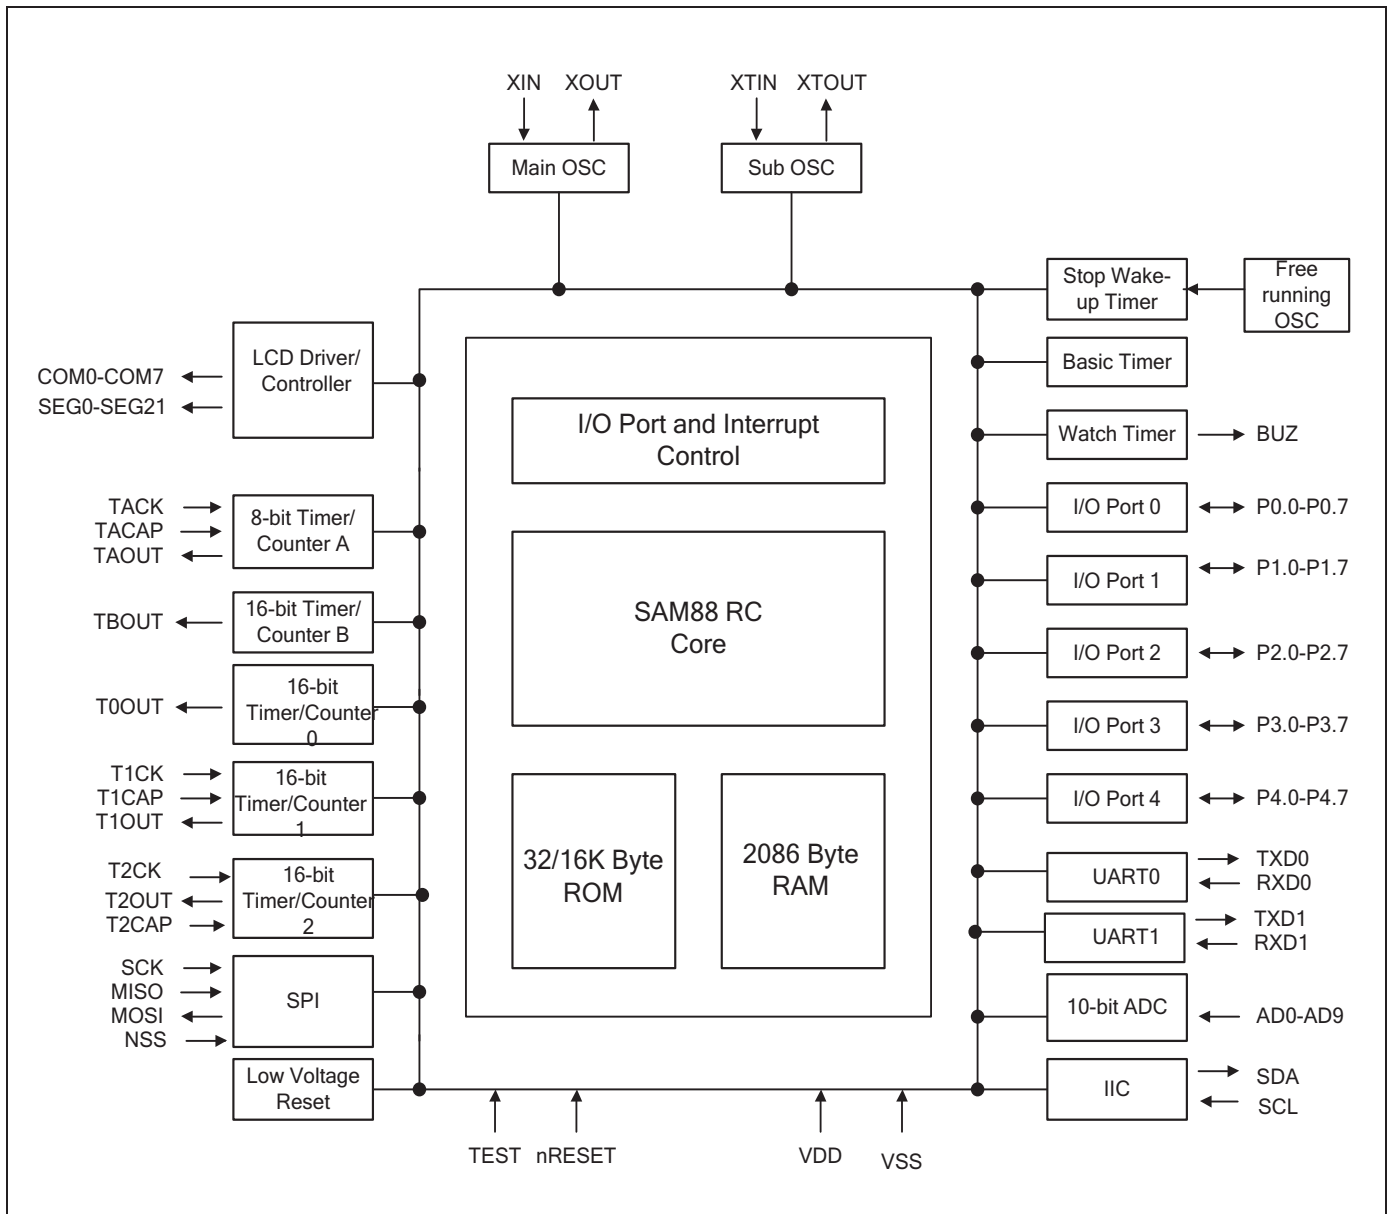 XIN XOUT XTIN XTOUT
Main OSC
Sub OSC
Stop Wake-
up Timer
Free
running
OSC
LCD Driver/
Controller
COM0-COM7
SEG0-SEG21
Basic Timer
I/O Port and Interrupt
Control
Watch Timer
BUZ
TACK
TACAP
TAOUT
8-bit Timer/
Counter A
I/O Port 0
P0.0-P0.7
I/O Port 1
P1.0-P1.7
TBOUT
16-bit Timer/
Counter B
SAM88 RC
Core
I/O Port 2
P2.0-P2.7
T0OUT
16-bit
Timer/Counter
0
I/O Port 3
P3.0-P3.7
T1CK
T1CAP
T1OUT
16-bit
Timer/Counter
1
I/O Port 4
P4.0-P4.7
T2CK
T2OUT
T2CAP
16-bit
Timer/Counter
2
32/16K Byte
ROM
2086 Byte
RAM
UART0
TXD0
RXD0
UART1
TXD1
RXD1
SCK
MISO
MOSI
NSS
SPI
10-bit ADC
AD0-AD9
Low Voltage
Reset
IIC
SDA
SCL
TEST nRESET VDD VSS